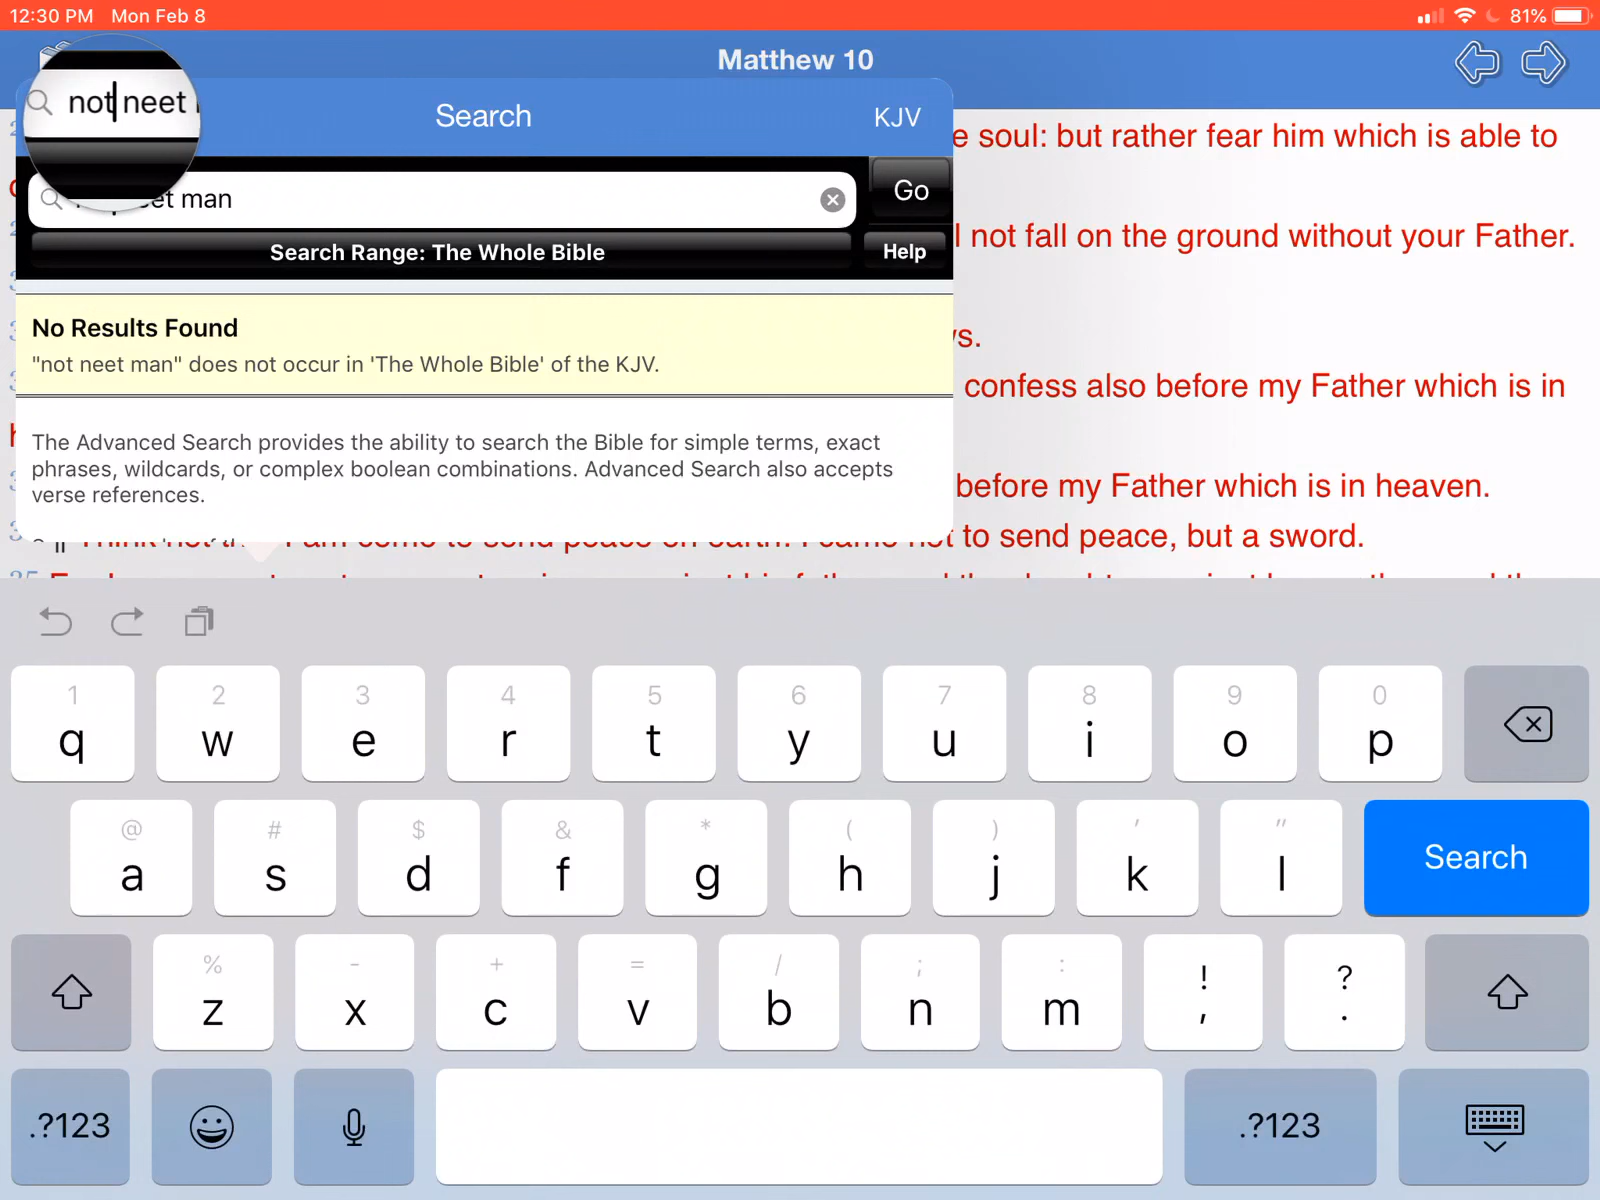 12:30 PM Mon Feb 8 81%
Matthew 10
not neet
Search KJV
e soul: but rather fear him which is able to
eet man Go
l not fall on the ground without your Father.
Search Range: The Whole Bible Help
No Results Found
s.
"not neet man" does not occur in 'The Whole Bible' of the KJV.
confess also before my Father which is in
The Advanced Search provides the ability to search the Bible for simple terms, exact
phrases, wildcards, or complex boolean combinations. Advanced Search also accepts
verse references.
before my Father which is in heaven.
to send peace, but a sword.
1 2 3 4 5 6 7 8 9 0
q w e r t y u i o p
@ # $ & * ( ) ' "
a s d f g h j k l Search
% - + = / ; : ! ?
z x c v b n m , .
.?123 .?123